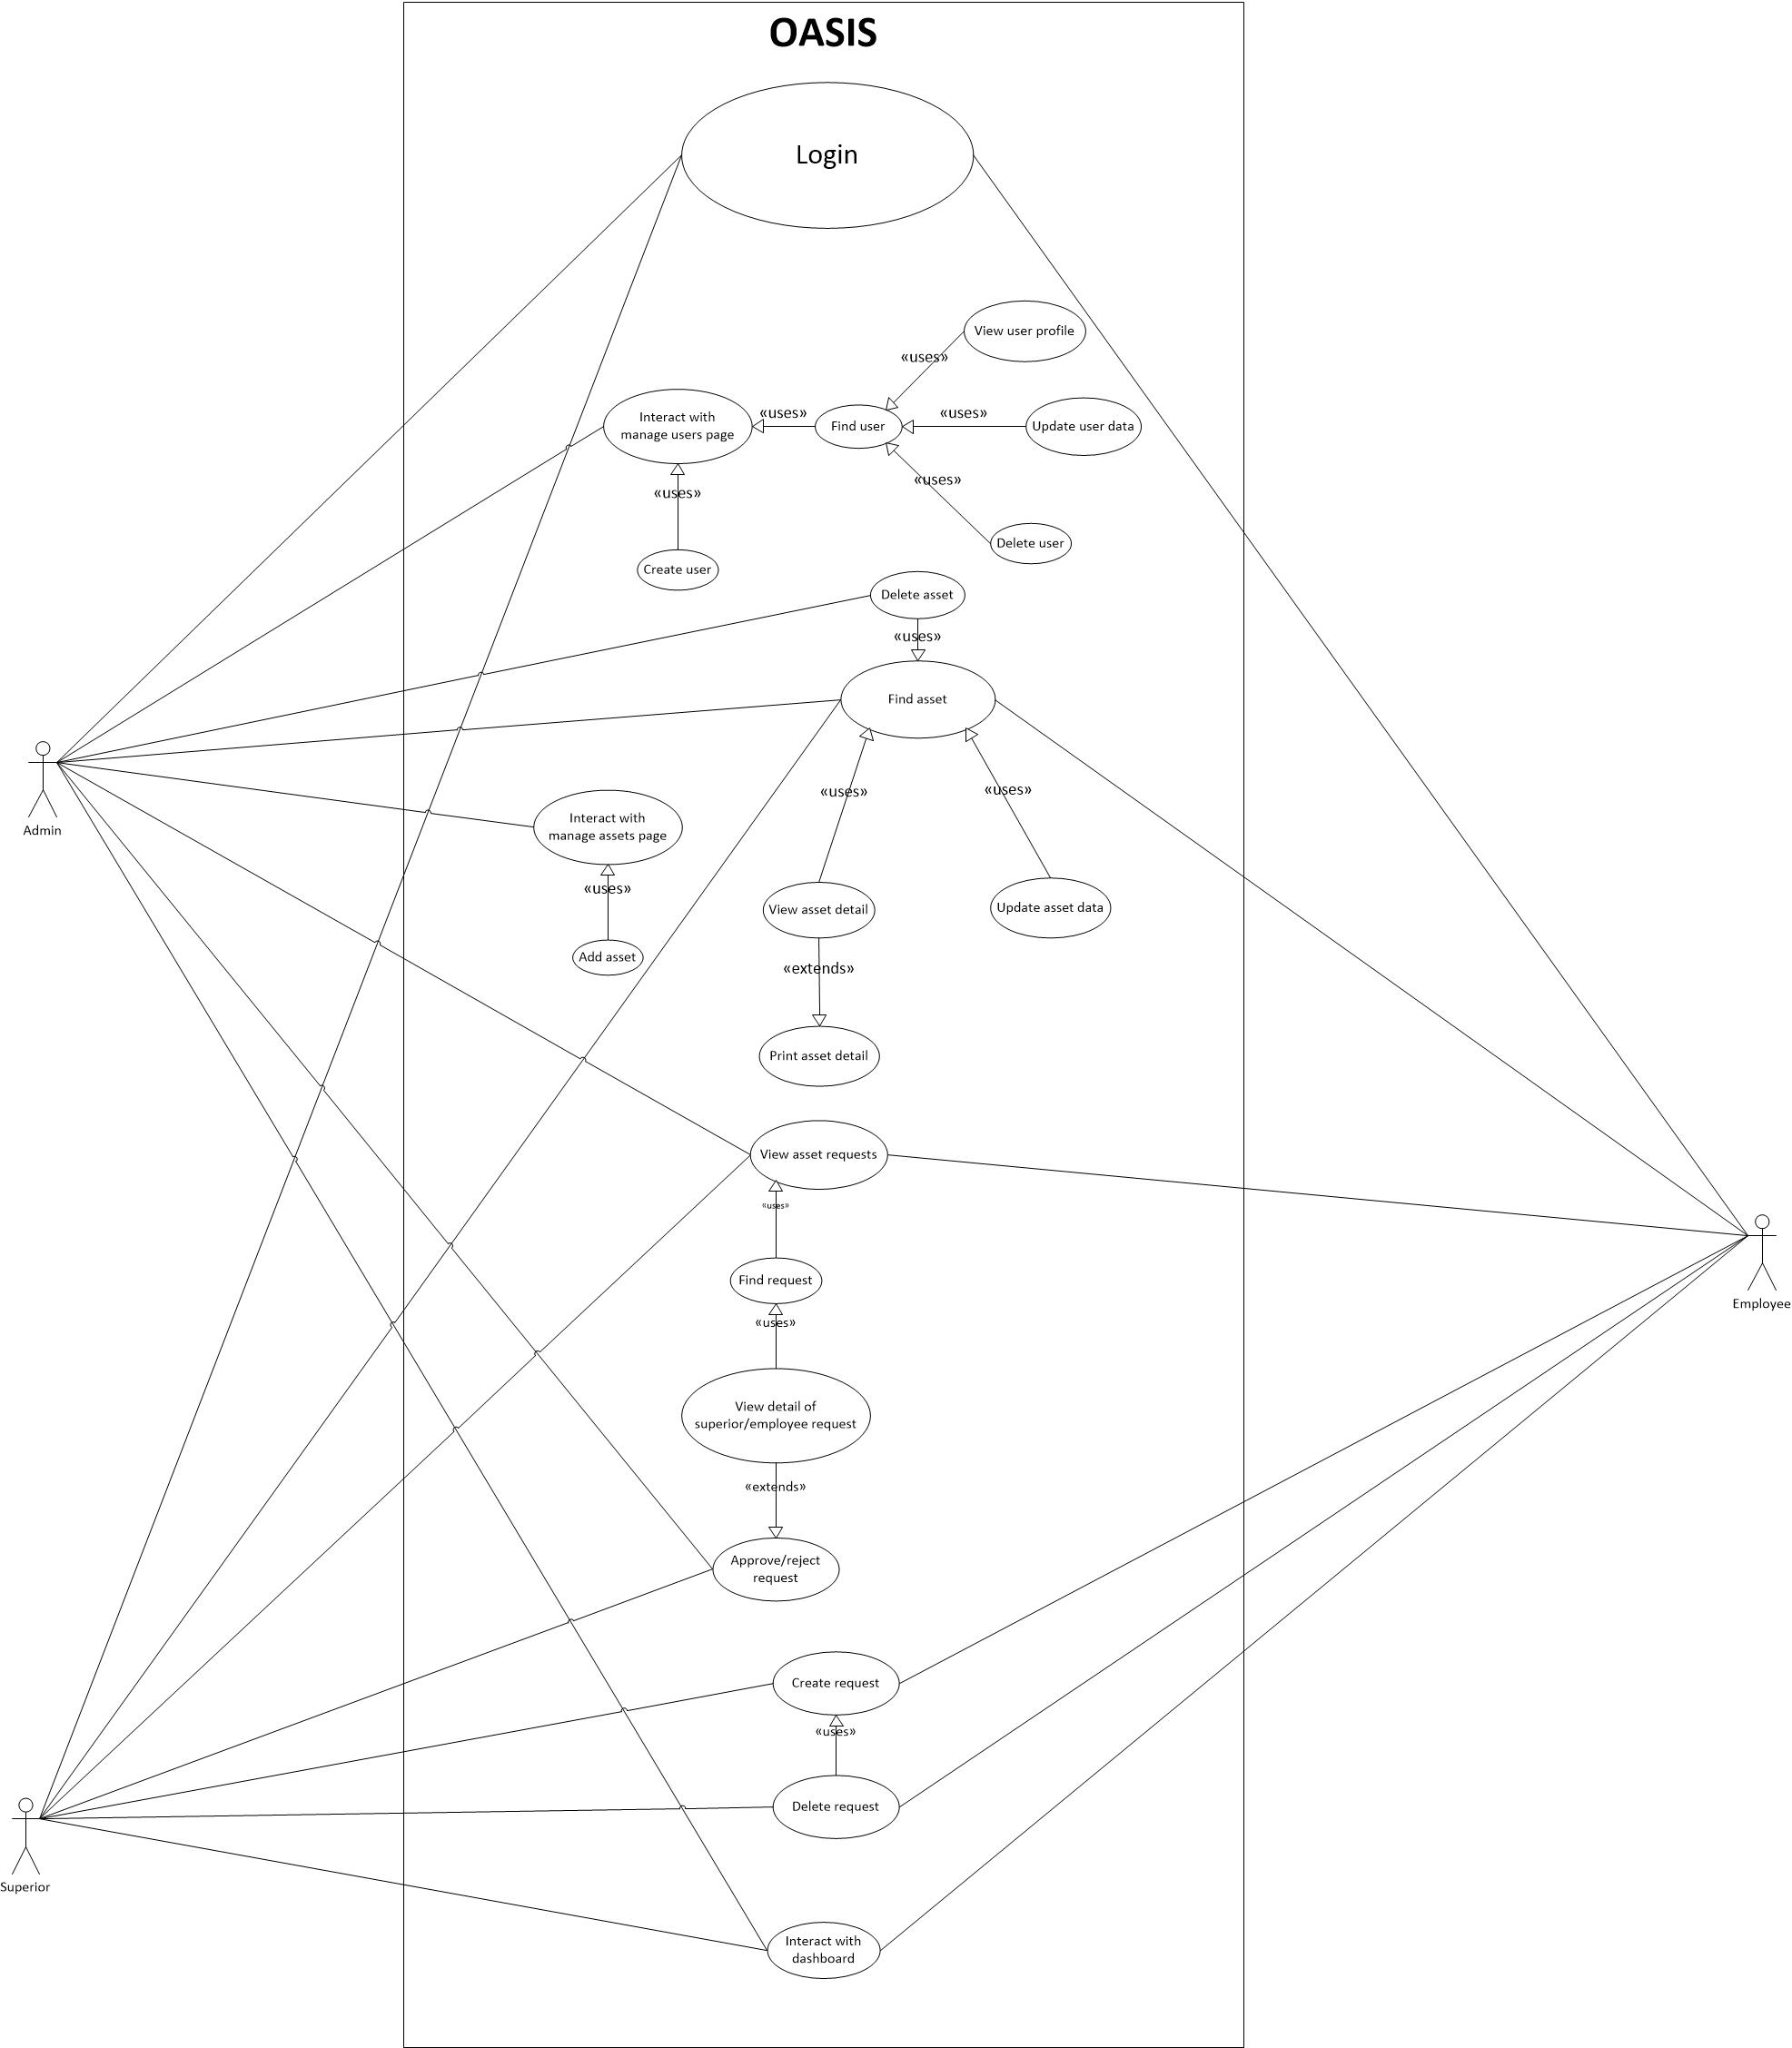 OASIS
Login
View user profile
«uses»
Interact with
manage users page
«uses»
Find user
«uses»
Update user data
«uses»
«uses»
Delete user
Create user
Delete asset
«uses»
Find asset
Admin
Interact with
manage assets page
«uses»
«uses»
«uses»
View asset detail
Update asset data
Add asset
«extends»
Print asset detail
View asset requests
«uses»
Find request
Employee
«uses»
View detail of
superior/employee request
«extends»
Approve/reject
request
Create request
«uses»
Delete request
Superior
Interact with
dashboard